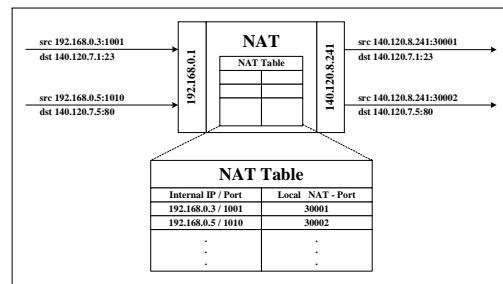 src 192.168.0.3:1001
dst 140.120.7.1:23
src 192.168.0.5:1010
dst 140.120.7.5:80
192.168.0.1
NAT
NAT Table
140.120.8.241
src 140.120.8.241:30001
dst 140.120.7.1:23
src 140.120.8.241:30002
dst 140.120.7.5:80
NAT Table
Internal IP / Port Local NAT - Port
192.168.0.3 / 1001 30001
192.168.0.5 / 1010 30002
. .
. .
. .